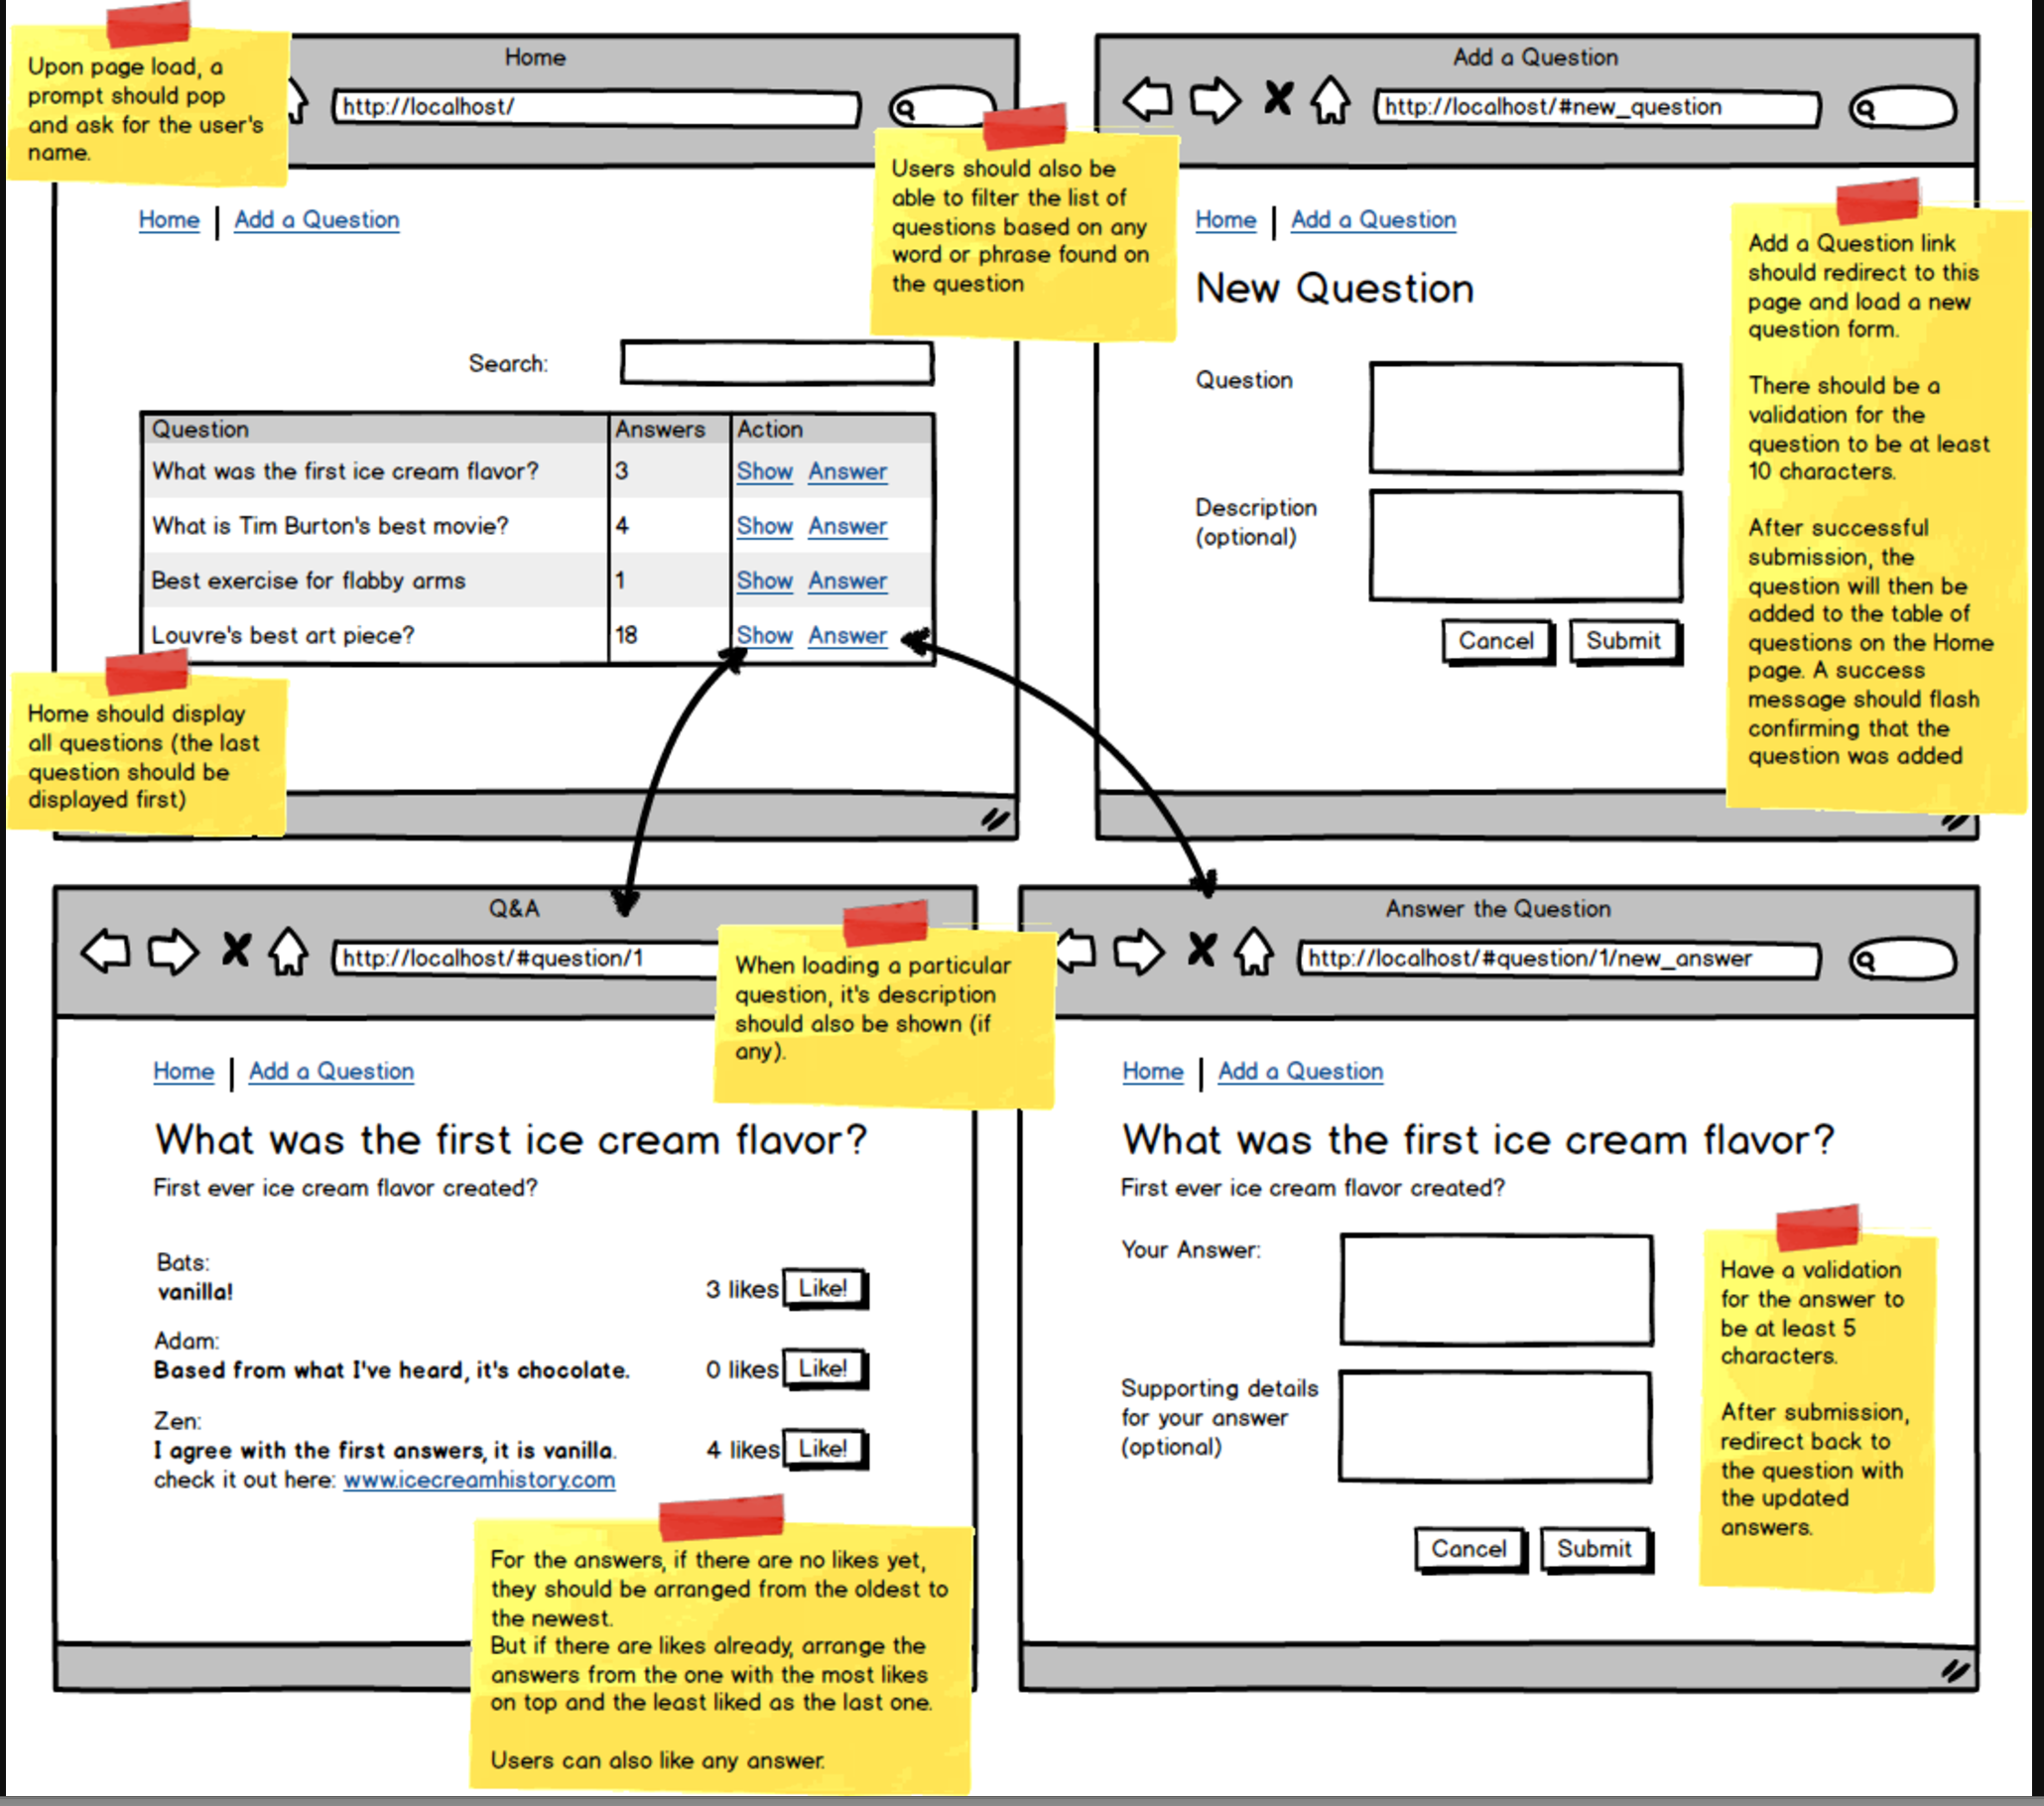 Upon page load, a
prompt should pop
and ask for the user's
name.
Home
http://localhost/
Users should also be
able to filter the list of
questions based on any
word or phrase found on
the question
Home | Add a Question
Search:
Question Answers Action
What was the first ice cream flavor? 3 Show Answer
What is Tim Burton's best movie? 4 Show Answer
Best exercise for flabby arms 1 Show Answer
Louvre's best art piece? 18 Show Answer
Home should display
all questions (the last
question should be
displayed first)
Add a Question
http://localhost/#new_question
Home | Add a Question
New Question
Question
Description
(optional)
Cancel Submit
Add a Question link
should redirect to this
page and load a new
question form.
There should be a
validation for the
question to be at least
10 characters.
After successful
submission, the
question will then be
added to the table of
questions on the Home
page. A success
message should flash
confirming that the
question was added
Q&A
http://localhost/#question/1
When loading a particular
question, it's description
should also be shown (if
any).
Home | Add a Question
What was the first ice cream flavor?
First ever ice cream flavor created?
Bats:
vanilla!
3 likes Like!
Adam:
Based from what I've heard, it's chocolate.
0 likes Like!
Zen:
I agree with the first answers, it is vanilla.
4 likes Like!
check it out here: www.icecreamhistory.com
For the answers, if there are no likes yet,
they should be arranged from the oldest to
the newest.
But if there are likes already, arrange the
answers from the one with the most likes
on top and the least liked as the last one.
Users can also like any answer.
Answer the Question
http://localhost/#question/1/new_answer
Home | Add a Question
What was the first ice cream flavor?
First ever ice cream flavor created?
Your Answer:
Supporting details
for your answer
(optional)
Cancel Submit
Have a validation
for the answer to
be at least 5
characters.
After submission,
redirect back to
the question with
the updated
answers.